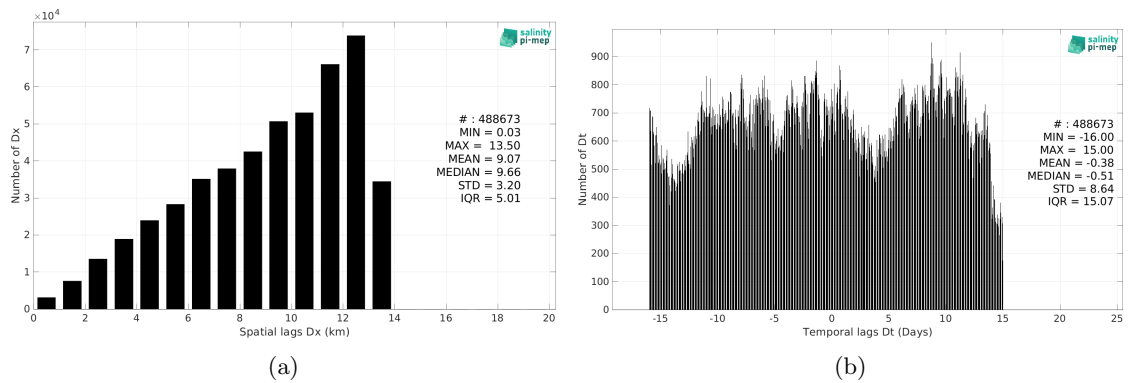 ×10⁴
7
6
5
4
3
2
1
0
Number of Dx
0 2 4 6 8 10 12 14 16 18 20
Spatial lags Dx (km)
salinity
pi-mep
# : 488673
MIN = 0.03
MAX = 13.50
MEAN = 9.07
MEDIAN = 9.66
STD = 3.20
IQR = 5.01
(a)
900
800
700
600
500
400
300
200
100
0
Number of Dt
-15 -10 -5 0 5 10 15 20 25
Temporal lags Dt (Days)
salinity
pi-mep
# : 488673
MIN = -16.00
MAX = 15.00
MEAN = -0.38
MEDIAN = -0.51
STD = 8.64
IQR = 15.07
(b)